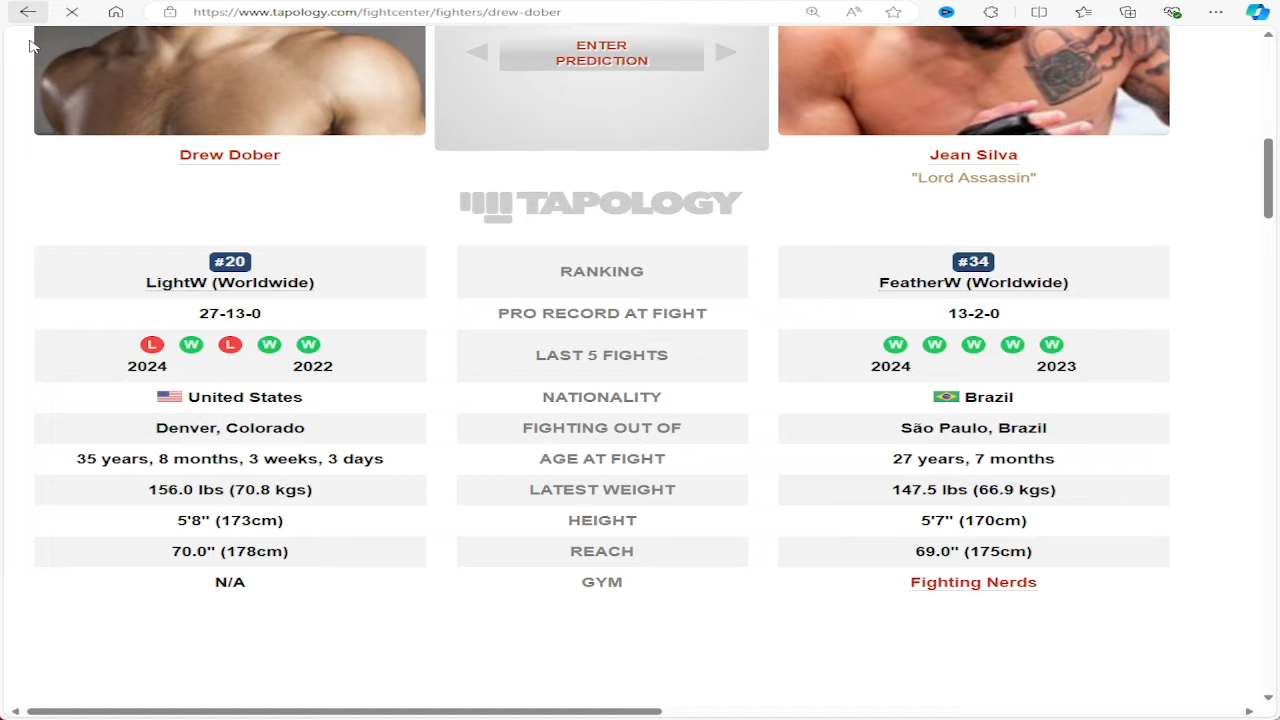 https://www.tapology.com/fightcenter/fighters/drew-dober
ENTER
PREDICTION
Drew Dober
Jean Silva
"Lord Assassin"
TAPOLOGY
#20
LightW (Worldwide)
RANKING
#34
FeatherW (Worldwide)
27-13-0
PRO RECORD AT FIGHT
13-2-0
L W L W W
2024 2022
LAST 5 FIGHTS
W W W W W
2024 2023
United States
NATIONALITY
Brazil
Denver, Colorado
FIGHTING OUT OF
São Paulo, Brazil
35 years, 8 months, 3 weeks, 3 days
AGE AT FIGHT
27 years, 7 months
156.0 lbs (70.8 kgs)
LATEST WEIGHT
147.5 lbs (66.9 kgs)
5'8" (173cm)
HEIGHT
5'7" (170cm)
70.0" (178cm)
REACH
69.0" (175cm)
N/A
GYM
Fighting Nerds